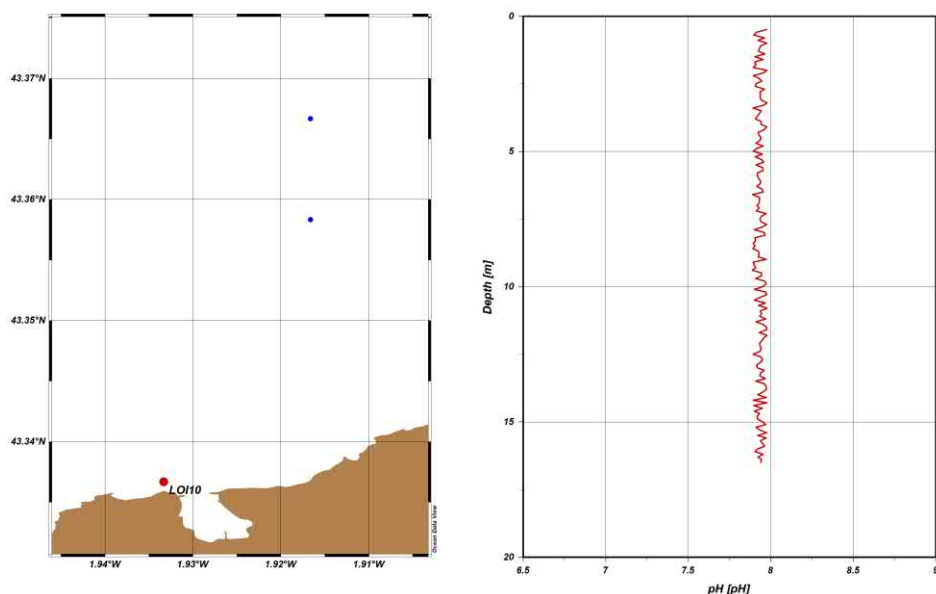 43.37°N
43.36°N
43.35°N
43.34°N
LOI10
1.94°W
1.93°W
1.92°W
1.91°W
Ocean Data View
0
5
10
15
20
Depth [m]
6.5
7
7.5
8
8.5
9
pH [pH]